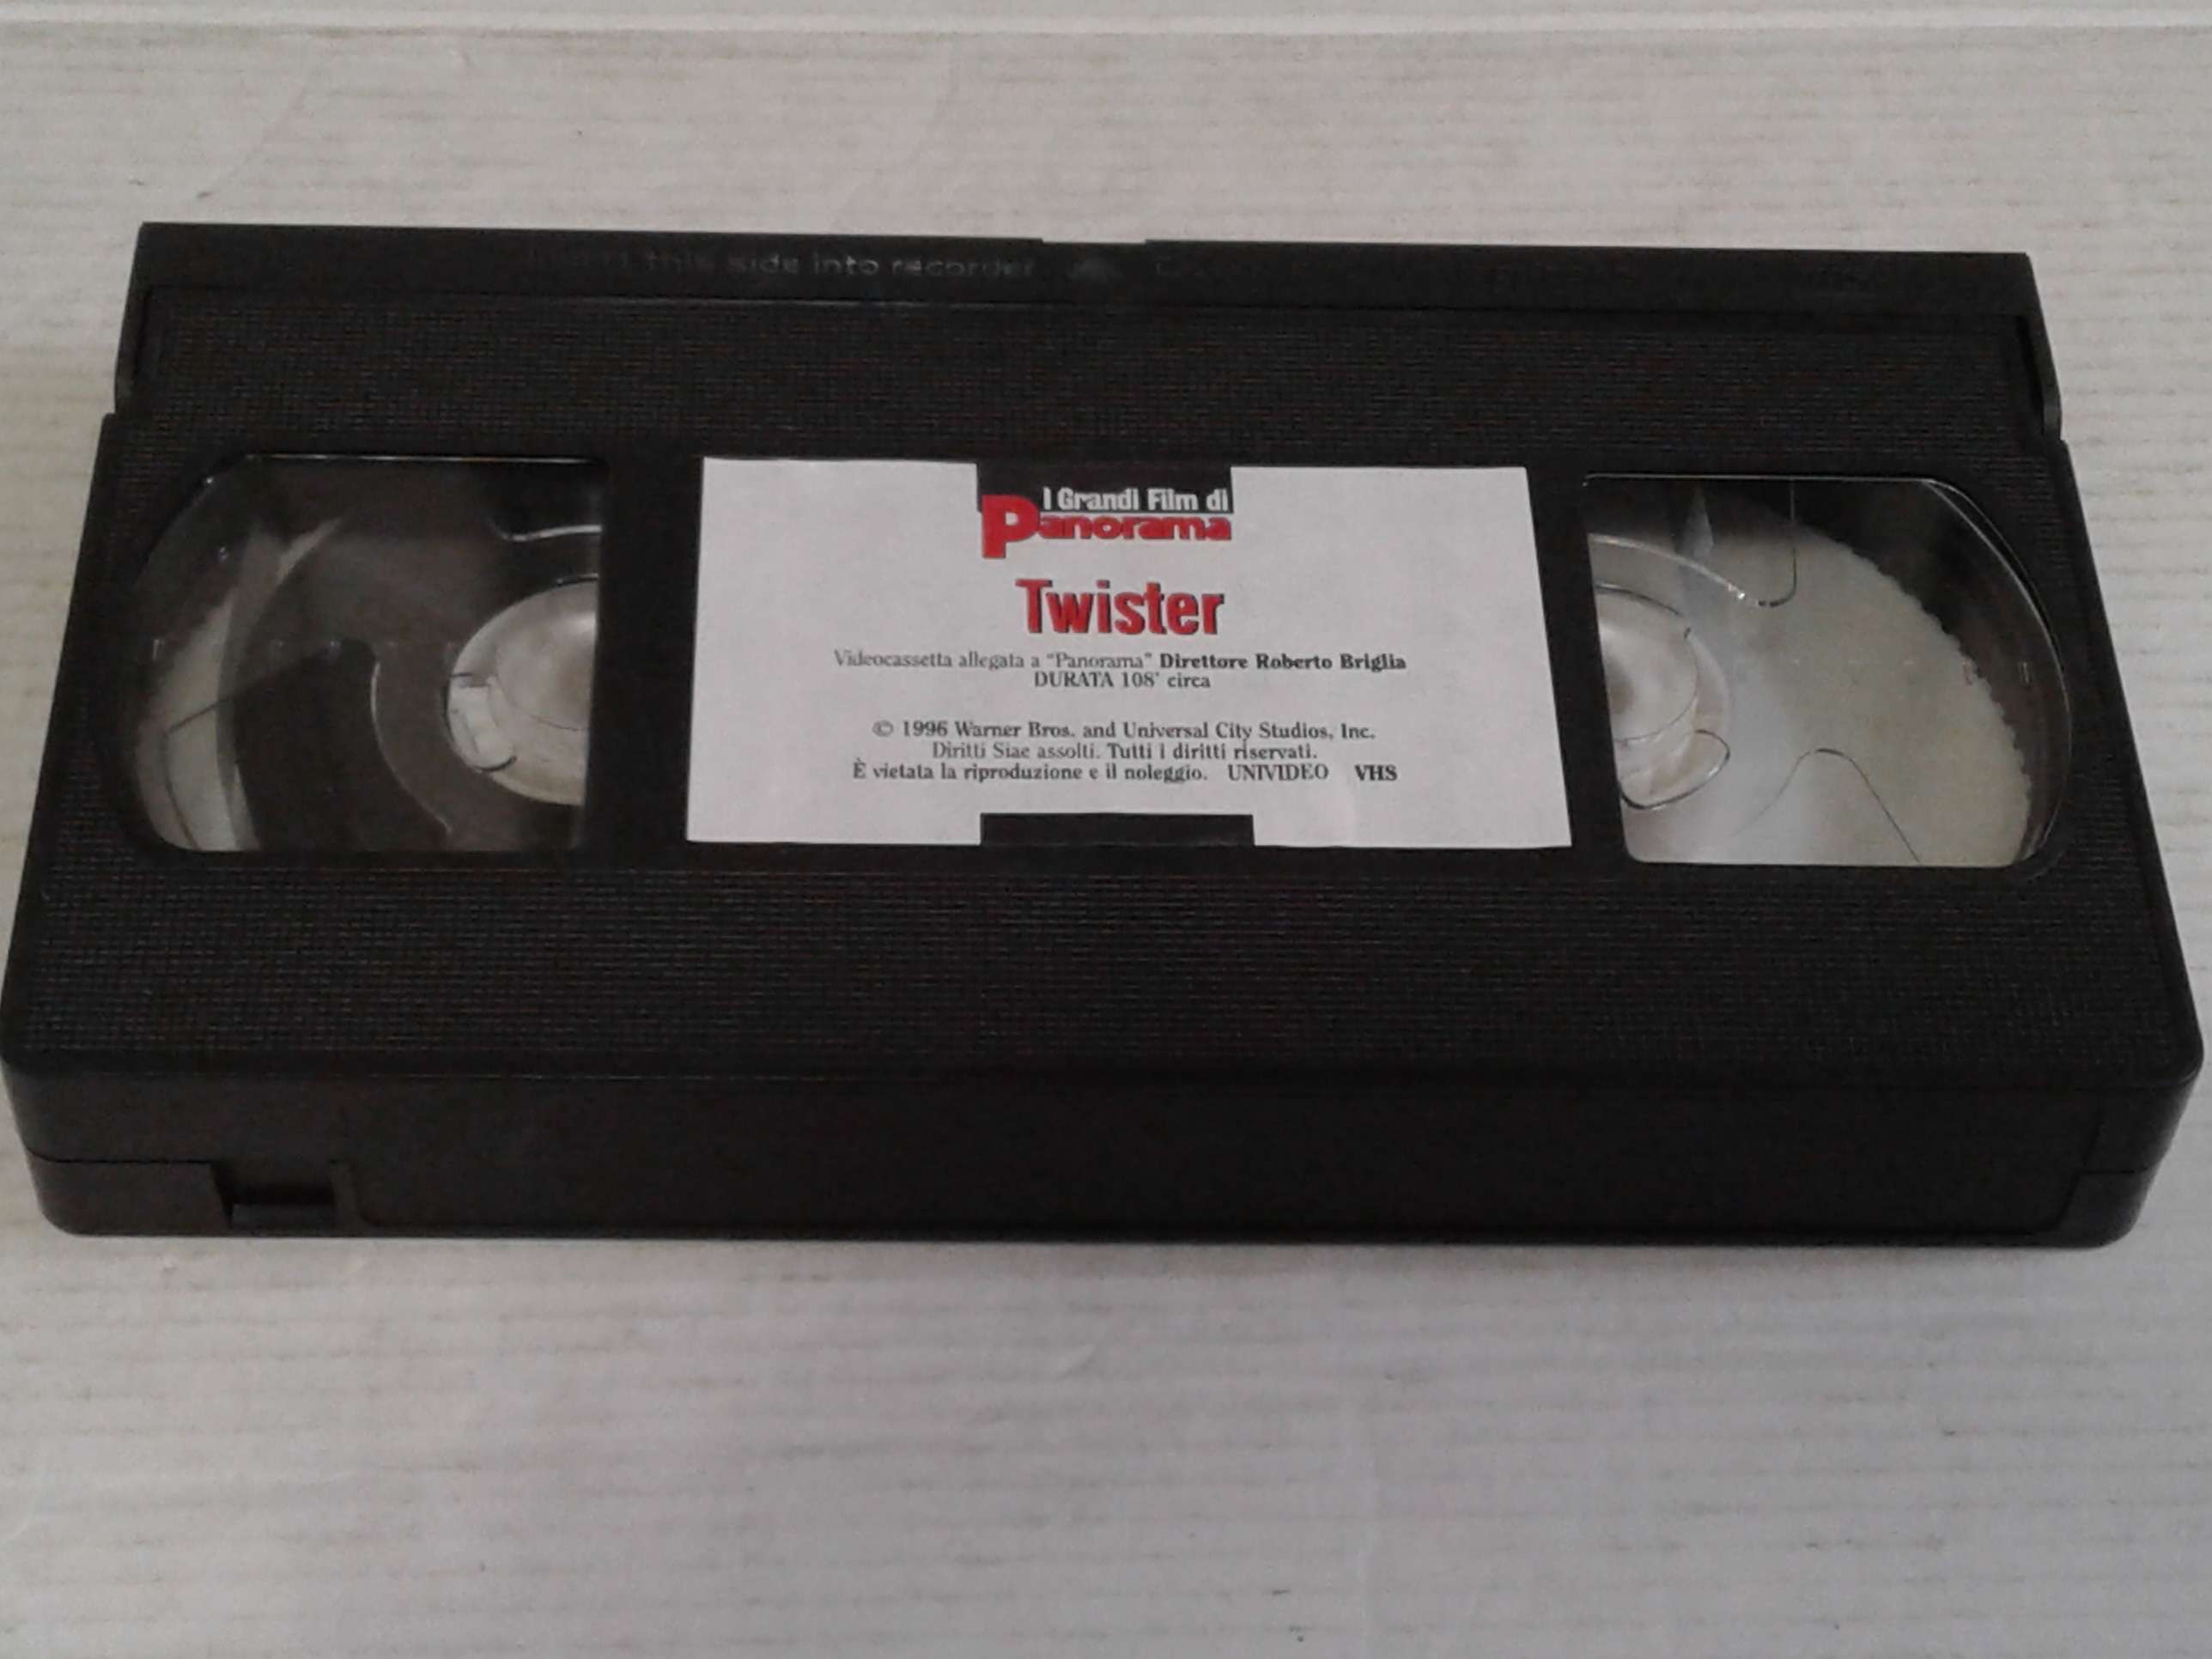 this side into recorder
I Grandi Film di
Panorama
Twister
Videocassetta allegata a "Panorama" Direttore Roberto Briglia
DURATA 108' circa
© 1996 Warner Bros. and Universal City Studios, Inc.
Diritti Siae assolti. Tutti i diritti riservati.
È vietata la riproduzione e il noleggio. UNIVIDEO VHS